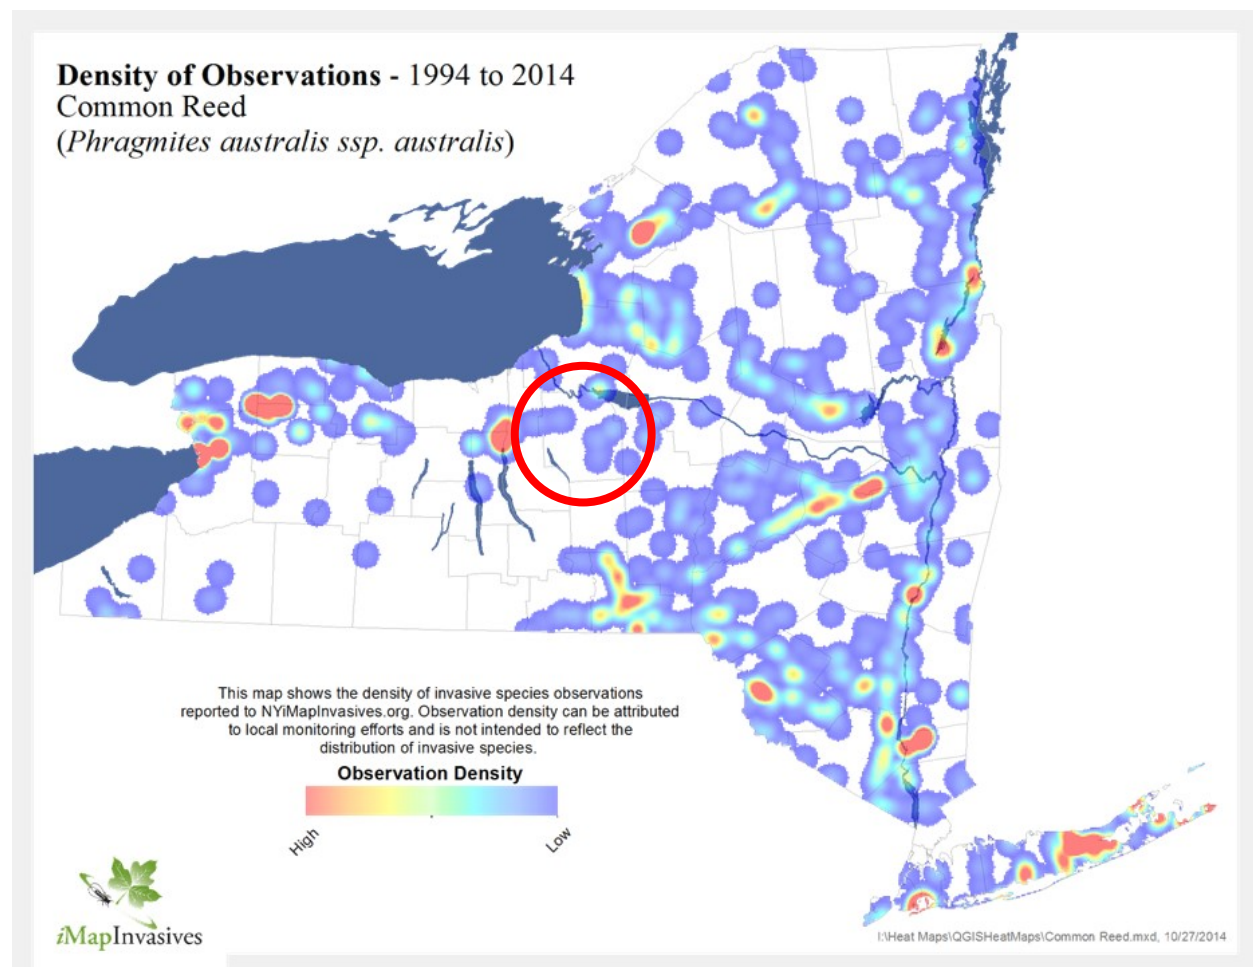 Density of Observations - 1994 to 2014
Common Reed
(Phragmites australis ssp. australis)
This map shows the density of invasive species observations
reported to NYiMapInvasives.org. Observation density can be attributed
to local monitoring efforts and is not intended to reflect the
distribution of invasive species.
Observation Density
High
Low
iMapInvasives
I:\Heat Maps\QGISHeatMaps\Common Reed.mxd, 10/27/2014